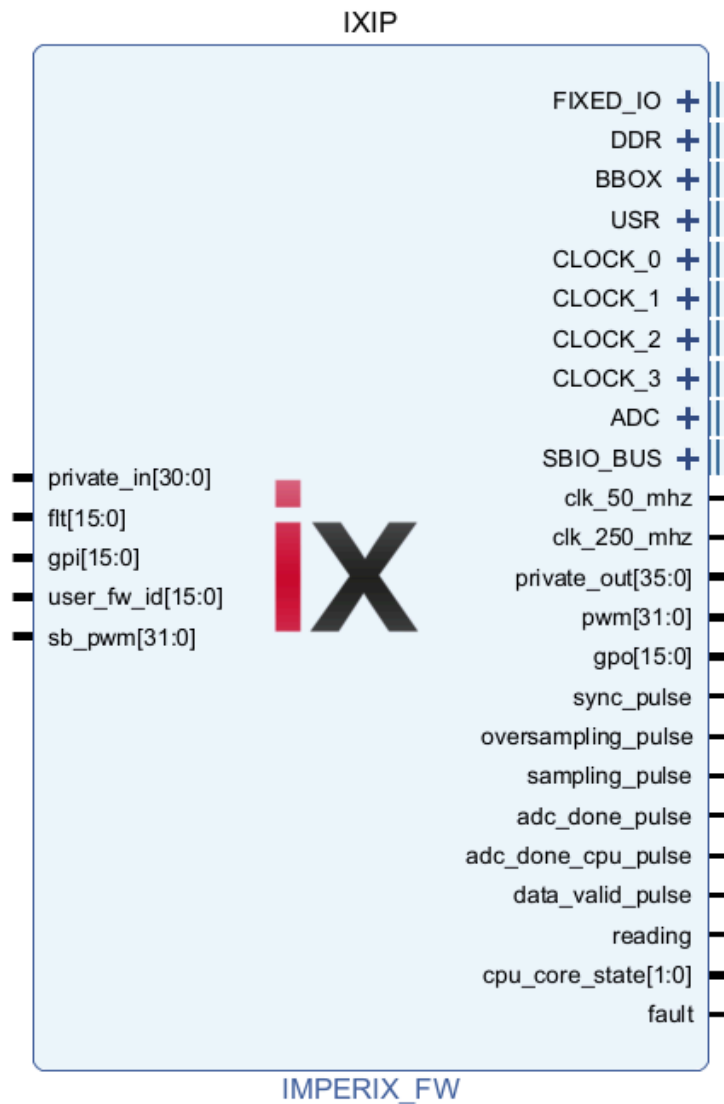 IXIP
FIXED_IO
DDR
BBOX
USR
CLOCK_0
CLOCK_1
CLOCK_2
CLOCK_3
ADC
SBIO_BUS
private_in[30:0]
flt[15:0]
gpi[15:0]
user_fw_id[15:0]
sb_pwm[31:0]
ix
clk_50_mhz
clk_250_mhz
private_out[35:0]
pwm[31:0]
gpo[15:0]
sync_pulse
oversampling_pulse
sampling_pulse
adc_done_pulse
adc_done_cpu_pulse
data_valid_pulse
reading
cpu_core_state[1:0]
fault
IMPERIX_FW